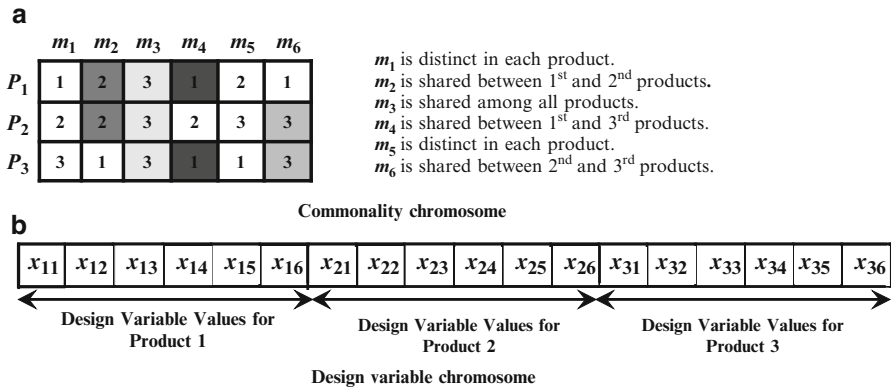 a
m1 m2 m3 m4 m5 m6
P1 1 2 3 1 2 1
P2 2 2 3 2 3 3
P3 3 1 3 1 1 3
m1 is distinct in each product.
m2 is shared between 1st and 2nd products.
m3 is shared among all products.
m4 is shared between 1st and 3rd products.
m5 is distinct in each product.
m6 is shared between 2nd and 3rd products.
Commonality chromosome
b
x11 x12 x13 x14 x15 x16 x21 x22 x23 x24 x25 x26 x31 x32 x33 x34 x35 x36
Design Variable Values for
Product 1
Design Variable Values for
Product 2
Design Variable Values for
Product 3
Design variable chromosome